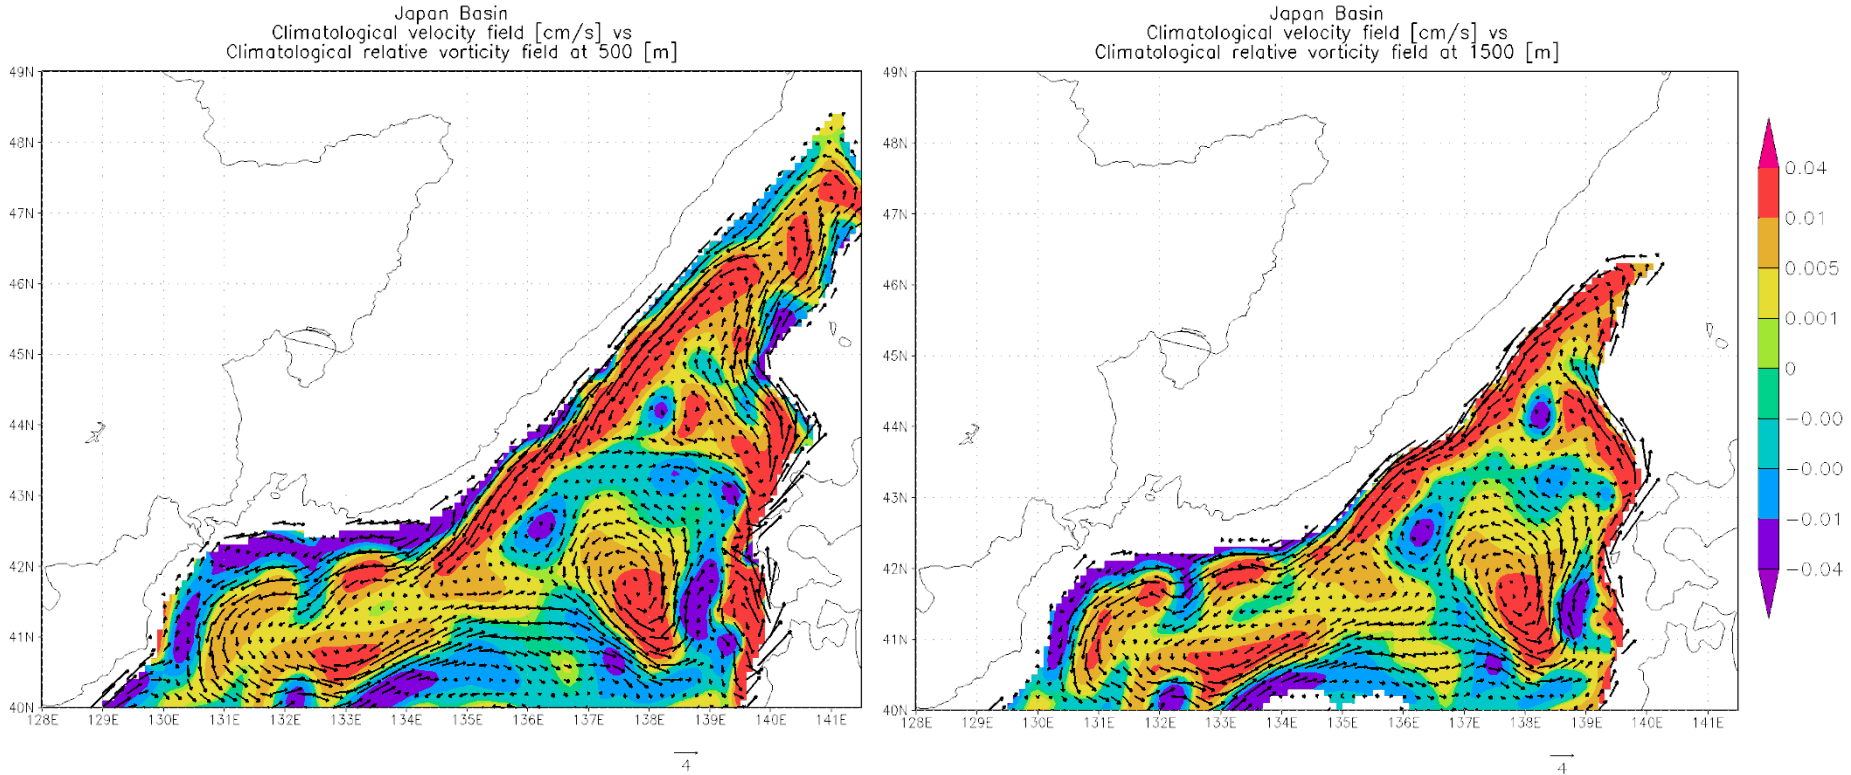 Japan Basin
Climatological velocity field [cm/s] vs
Climatological relative vorticity field at 500 [m]
49N
48N
47N
46N
45N
44N
43N
42N
41N
40N
128E 129E 130E 131E 132E 133E 134E 135E 136E 137E 138E 139E 140E 141E
4
Japan Basin
Climatological velocity field [cm/s] vs
Climatological relative vorticity field at 1500 [m]
49N
48N
47N
46N
45N
44N
43N
42N
41N
40N
128E 129E 130E 131E 132E 133E 134E 135E 136E 137E 138E 139E 140E 141E
4
0.04
0.01
0.005
0.001
0
-0.00
-0.00
-0.01
-0.04